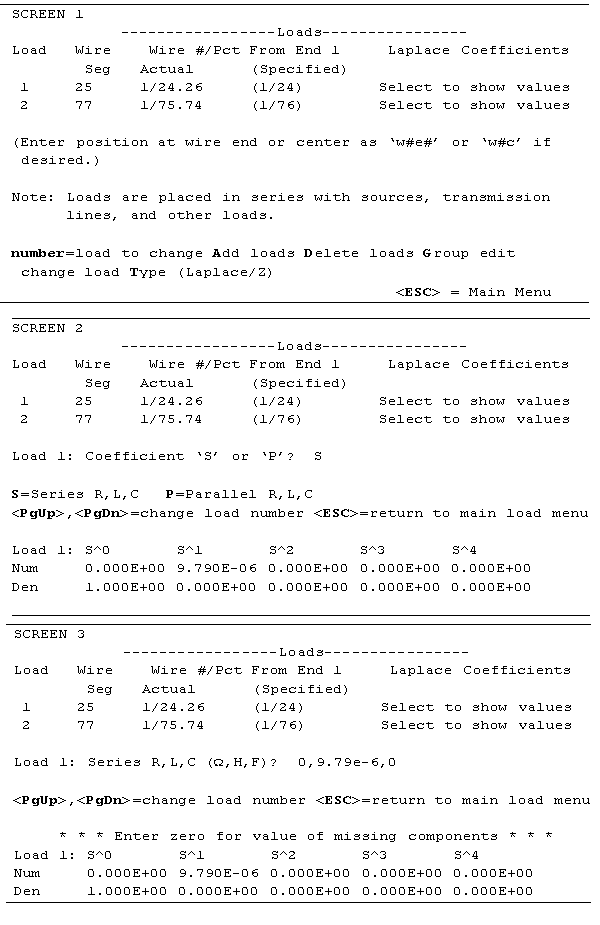 SCREEN 1
-----------------Loads----------------
Load Wire Wire #/Pct From End 1 Laplace Coefficients
Seg Actual (Specified)
1 25 1/24.26 (1/24) Select to show values
2 77 1/75.74 (1/76) Select to show values
(Enter position at wire end or center as ‘w#e#’ or ‘w#c’ if
desired.)
Note: Loads are placed in series with sources, transmission
lines, and other loads.
number=load to change Add loads Delete loads Group edit
change load Type (Laplace/Z)
<ESC> = Main Menu
SCREEN 2
-----------------Loads----------------
Load Wire Wire #/Pct From End 1 Laplace Coefficients
Seg Actual (Specified)
1 25 1/24.26 (1/24) Select to show values
2 77 1/75.74 (1/76) Select to show values
Load 1: Coefficient ‘S’ or ‘P’? S
S=Series R,L,C P=Parallel R,L,C
<PgUp>,<PgDn>=change load number <ESC>=return to main load menu
Load 1: S^0 S^1 S^2 S^3 S^4
Num 0.000E+00 9.790E-06 0.000E+00 0.000E+00 0.000E+00
Den 1.000E+00 0.000E+00 0.000E+00 0.000E+00 0.000E+00
SCREEN 3
-----------------Loads----------------
Load Wire Wire #/Pct From End 1 Laplace Coefficients
Seg Actual (Specified)
1 25 1/24.26 (1/24) Select to show values
2 77 1/75.74 (1/76) Select to show values
Load 1: Series R,L,C (Ω,H,F)? 0,9.79e-6,0
<PgUp>,<PgDn>=change load number <ESC>=return to main load menu
* * * Enter zero for value of missing components * * *
Load 1: S^0 S^1 S^2 S^3 S^4
Num 0.000E+00 9.790E-06 0.000E+00 0.000E+00 0.000E+00
Den 1.000E+00 0.000E+00 0.000E+00 0.000E+00 0.000E+00